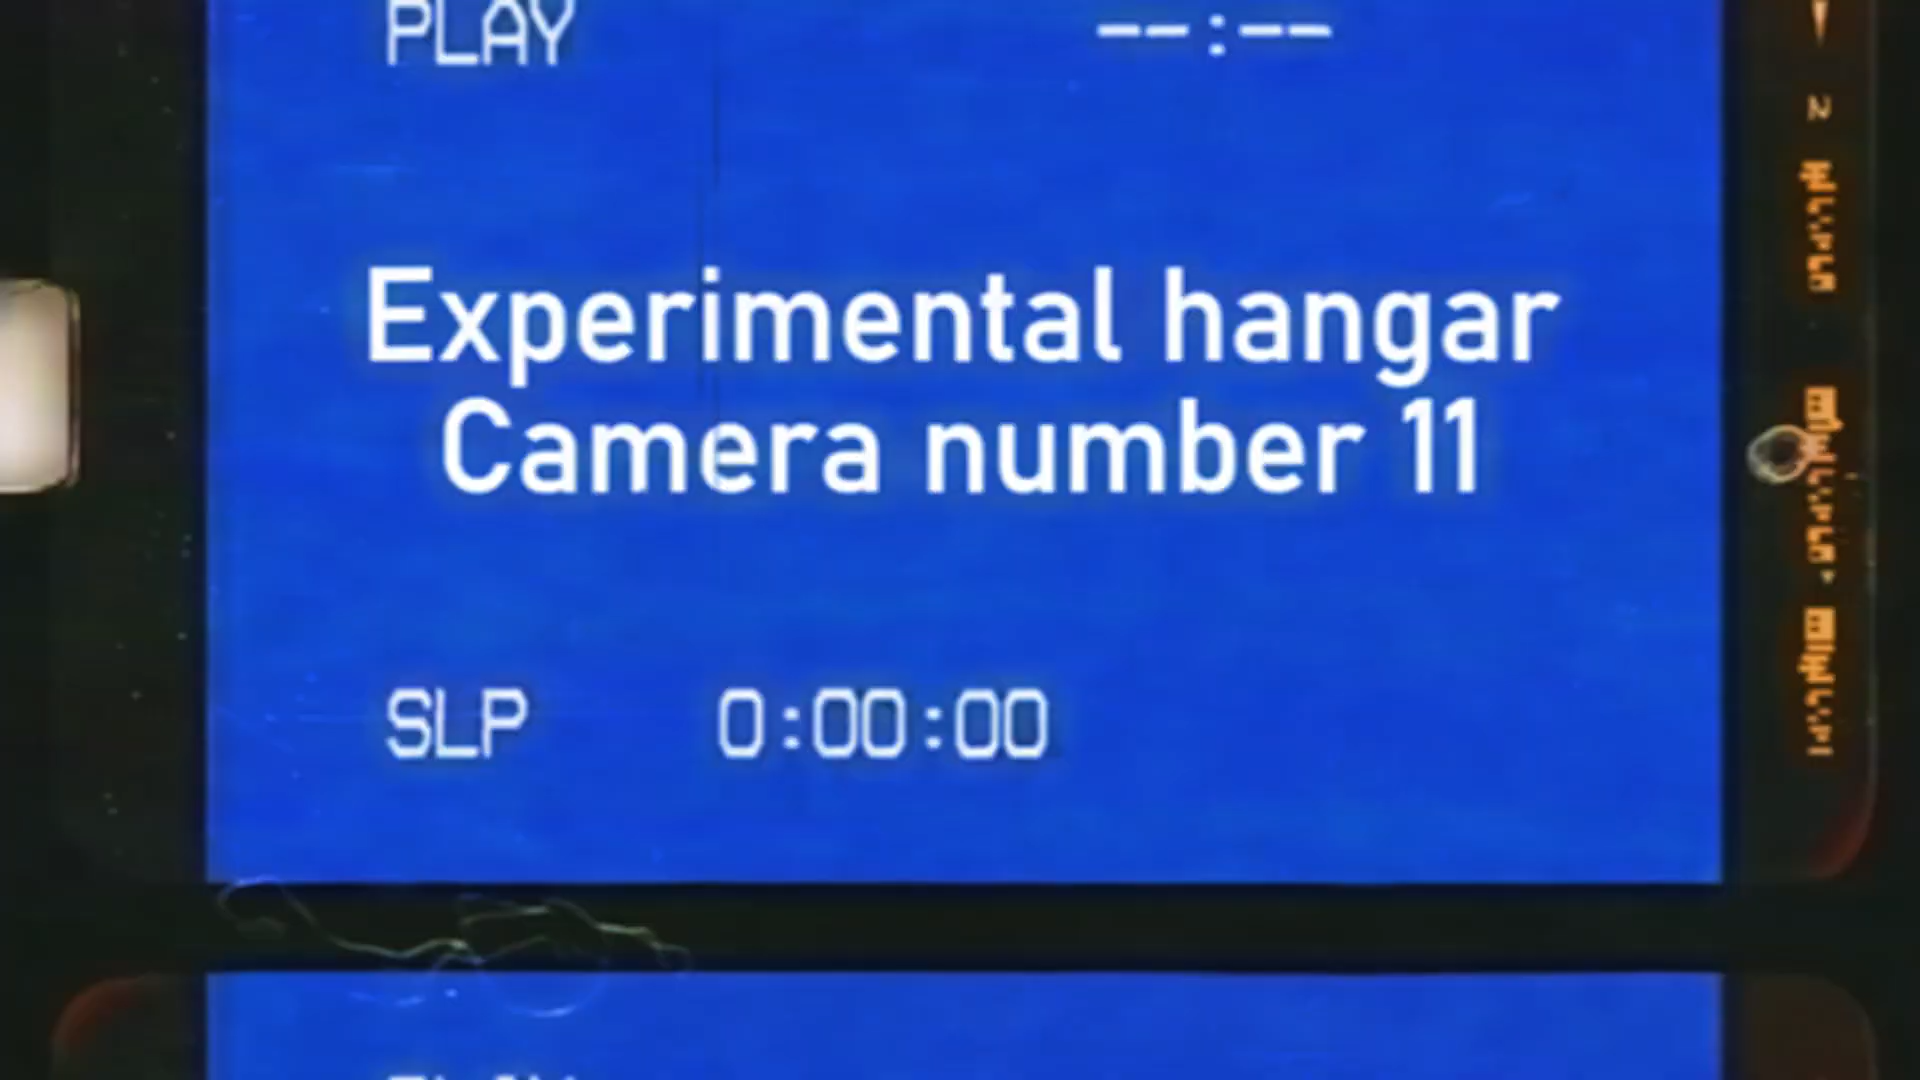 PLAY --:--
Experimental hangar
Camera number 11
SLP 0:00:00